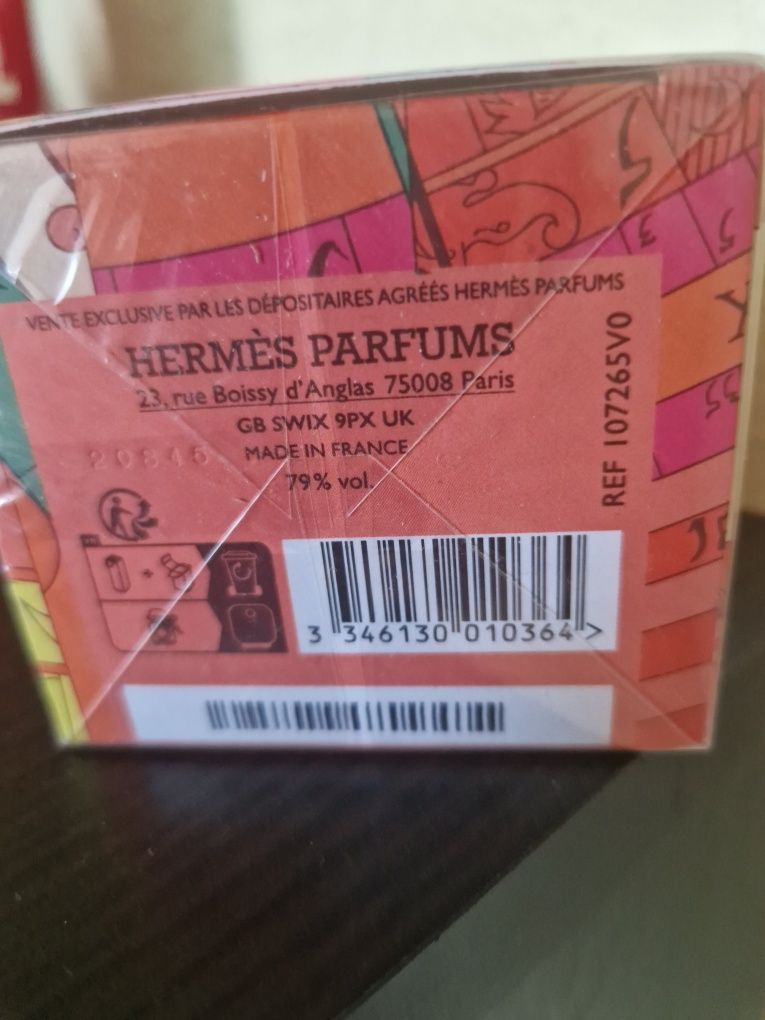 VENTE EXCLUSIVE PAR LES DÉPOSITAIRES AGRÉÉS HERMÈS PARFUMS
HERMÈS PARFUMS
23, rue Boissy d'Anglas 75008 Paris
GB SWIX 9PX UK
MADE IN FRANCE
79% vol.
REF 107265V0
20845
3 346130 010364 >